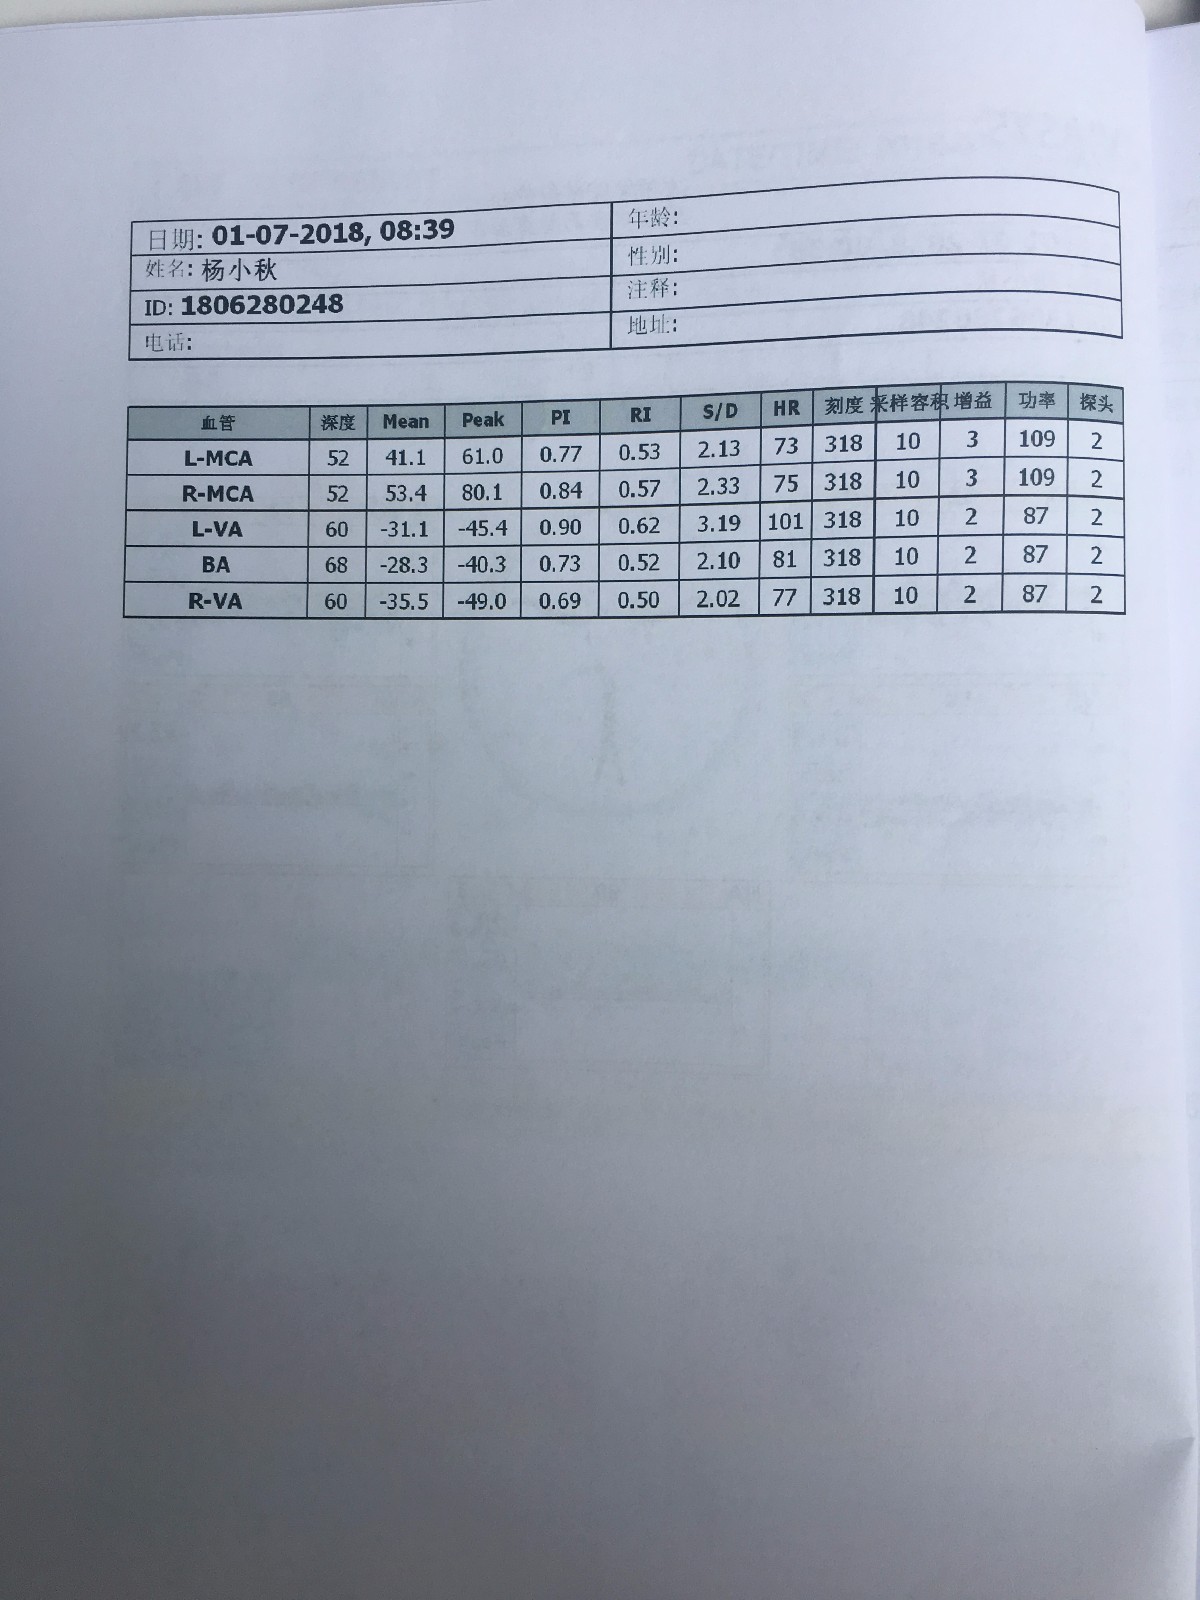 日期: 01-07-2018, 08:39
姓名: 杨小秋
ID: 1806280248
电话:
年龄:
性别:
注释:
地址:
血管 深度 Mean Peak PI RI S/D HR 刻度 采样容积 增益 功率 探头
L-MCA 52 41.1 61.0 0.77 0.53 2.13 73 318 10 3 109 2
R-MCA 52 53.4 80.1 0.84 0.57 2.33 75 318 10 3 109 2
L-VA 60 -31.1 -45.4 0.90 0.62 3.19 101 318 10 2 87 2
BA 68 -28.3 -40.3 0.73 0.52 2.10 81 318 10 2 87 2
R-VA 60 -35.5 -49.0 0.69 0.50 2.02 77 318 10 2 87 2